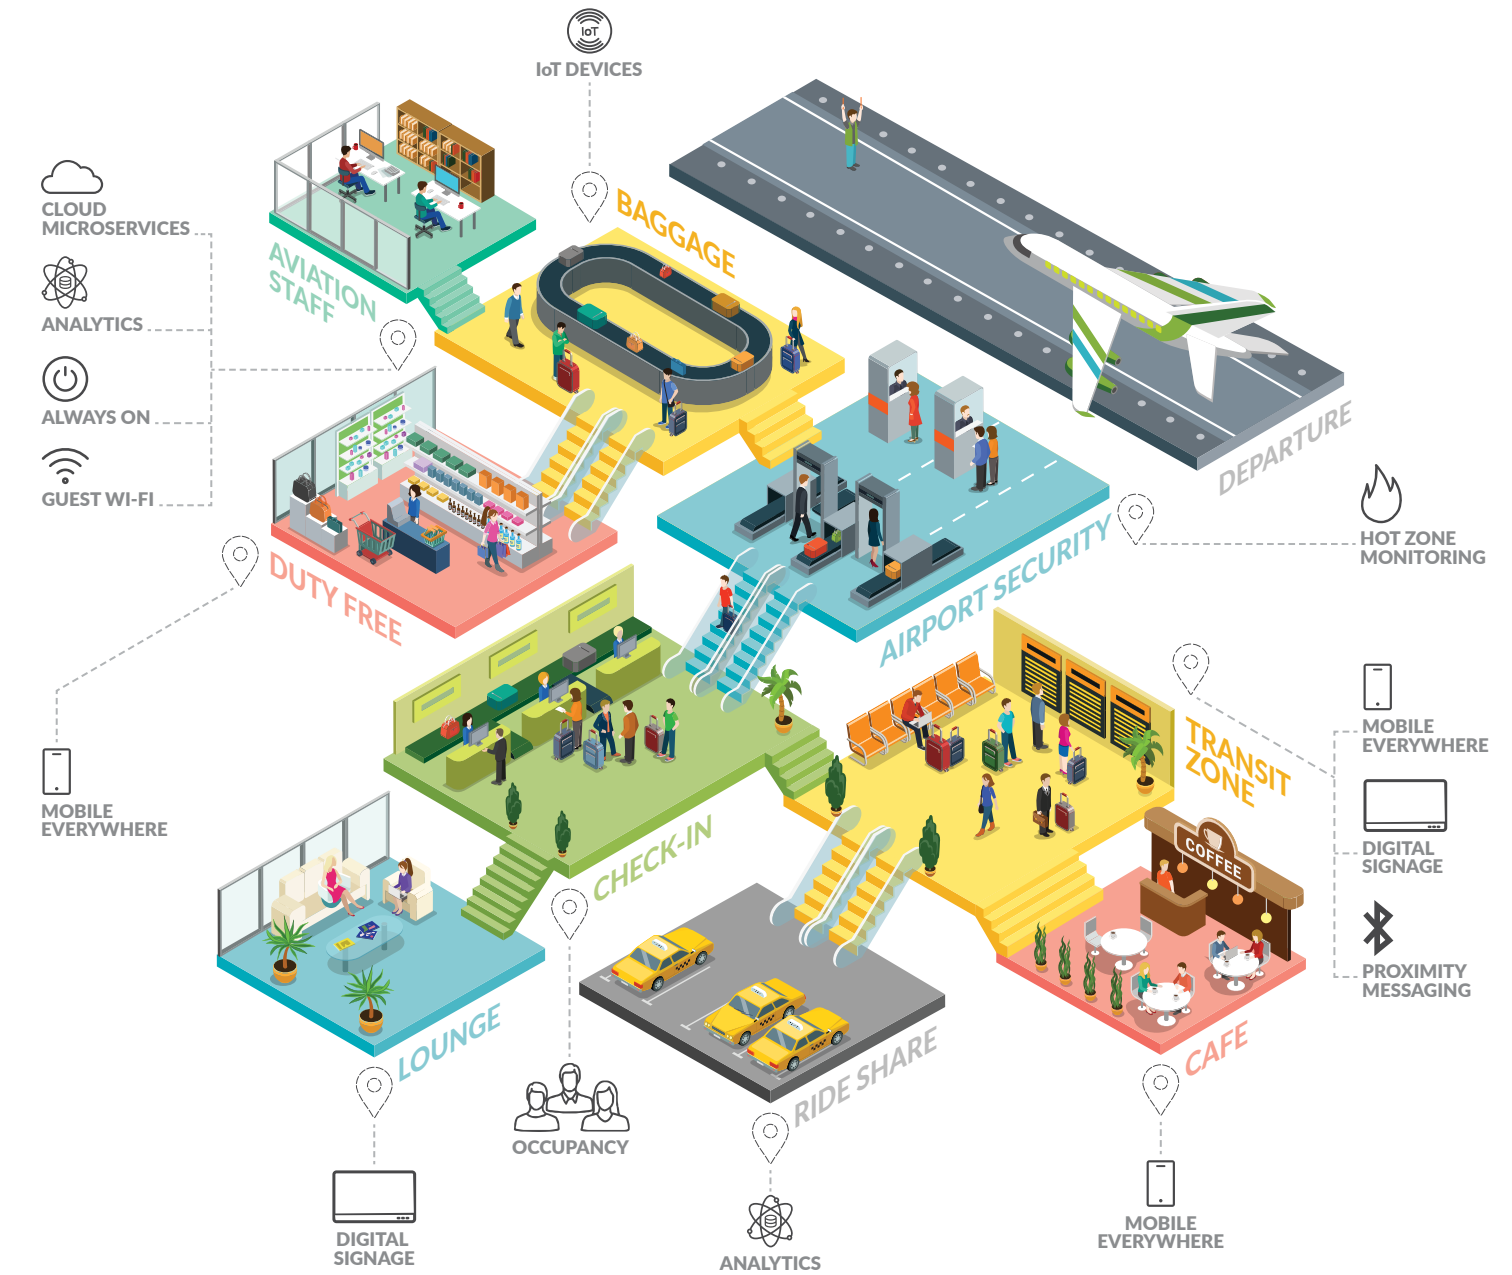 IoT
IoT DEVICES
CLOUD
MICROSERVICES
ANALYTICS
ALWAYS ON
GUEST WI-FI
AVIATION
STAFF
BAGGAGE
DEPARTURE
HOT ZONE
MONITORING
DUTY FREE
AIRPORT SECURITY
MOBILE
EVERYWHERE
TRANSIT
ZONE
MOBILE
EVERYWHERE
DIGITAL
SIGNAGE
PROXIMITY
MESSAGING
CHECK-IN
COFFEE
LOUNGE
RIDE SHARE
CAFE
OCCUPANCY
DIGITAL
SIGNAGE
ANALYTICS
MOBILE
EVERYWHERE